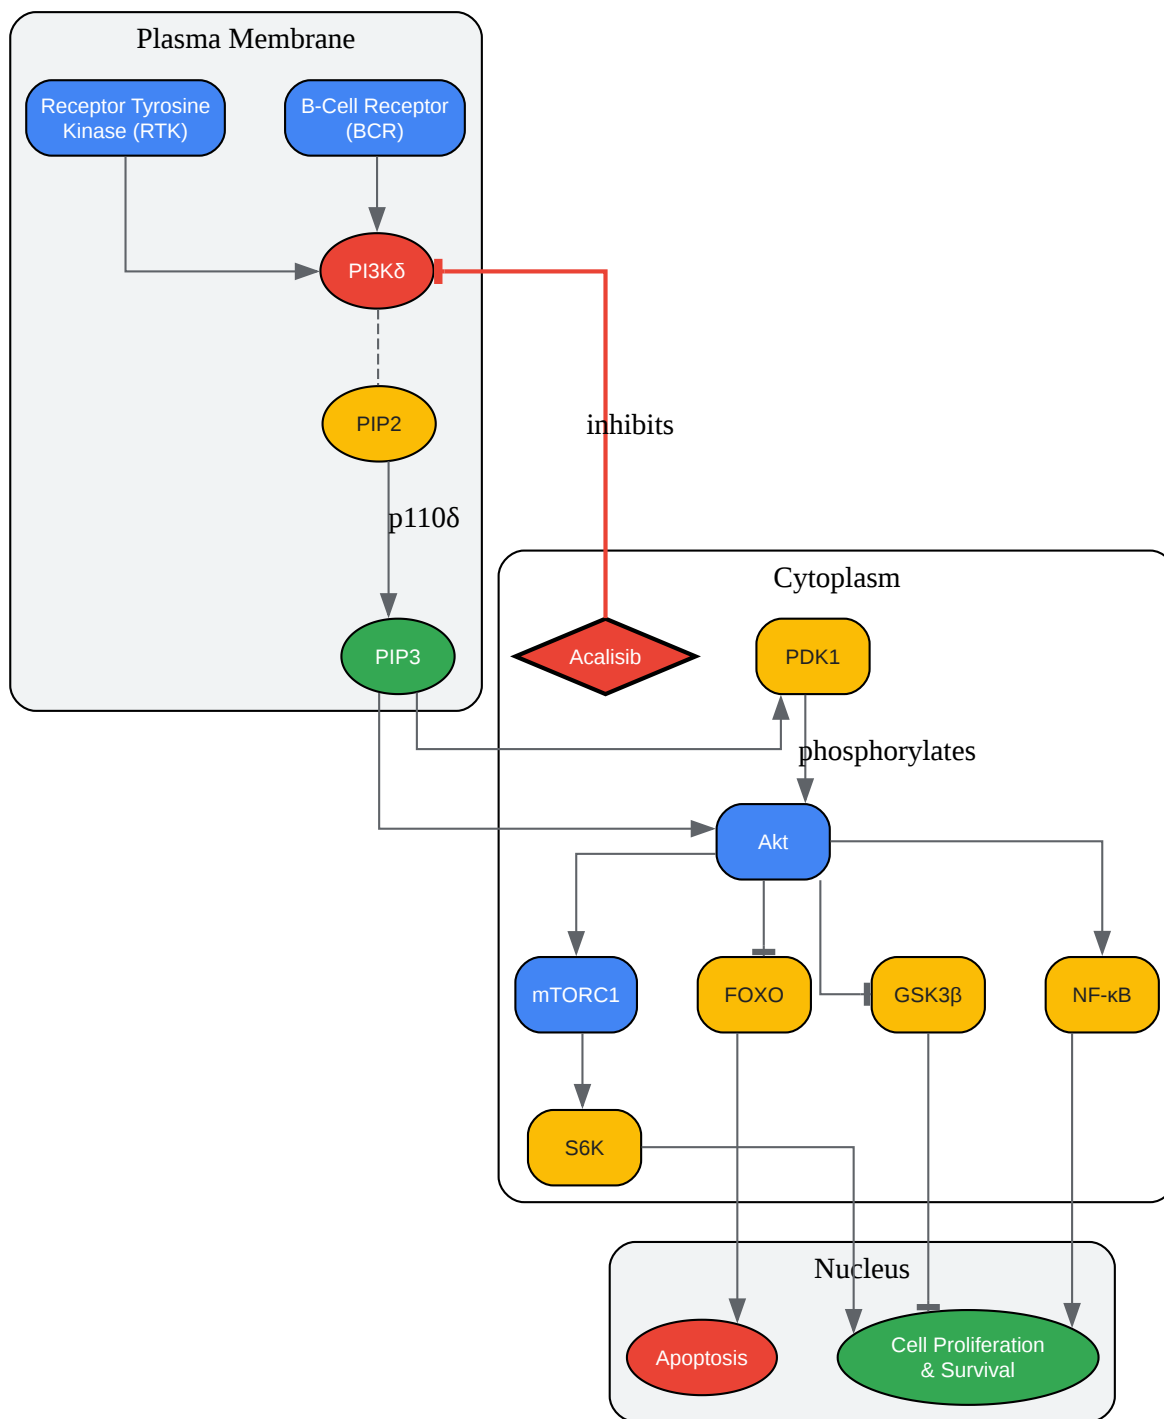 Plasma Membrane
Receptor Tyrosine
Kinase (RTK)
B-Cell Receptor
(BCR)
PI3Kδ
PIP2
inhibits
p110δ
Cytoplasm
PIP3
Acalisib
PDK1
phosphorylates
Akt
mTORC1
FOXO
GSK3β
NF-κB
S6K
Nucleus
Apoptosis
Cell Proliferation
& Survival